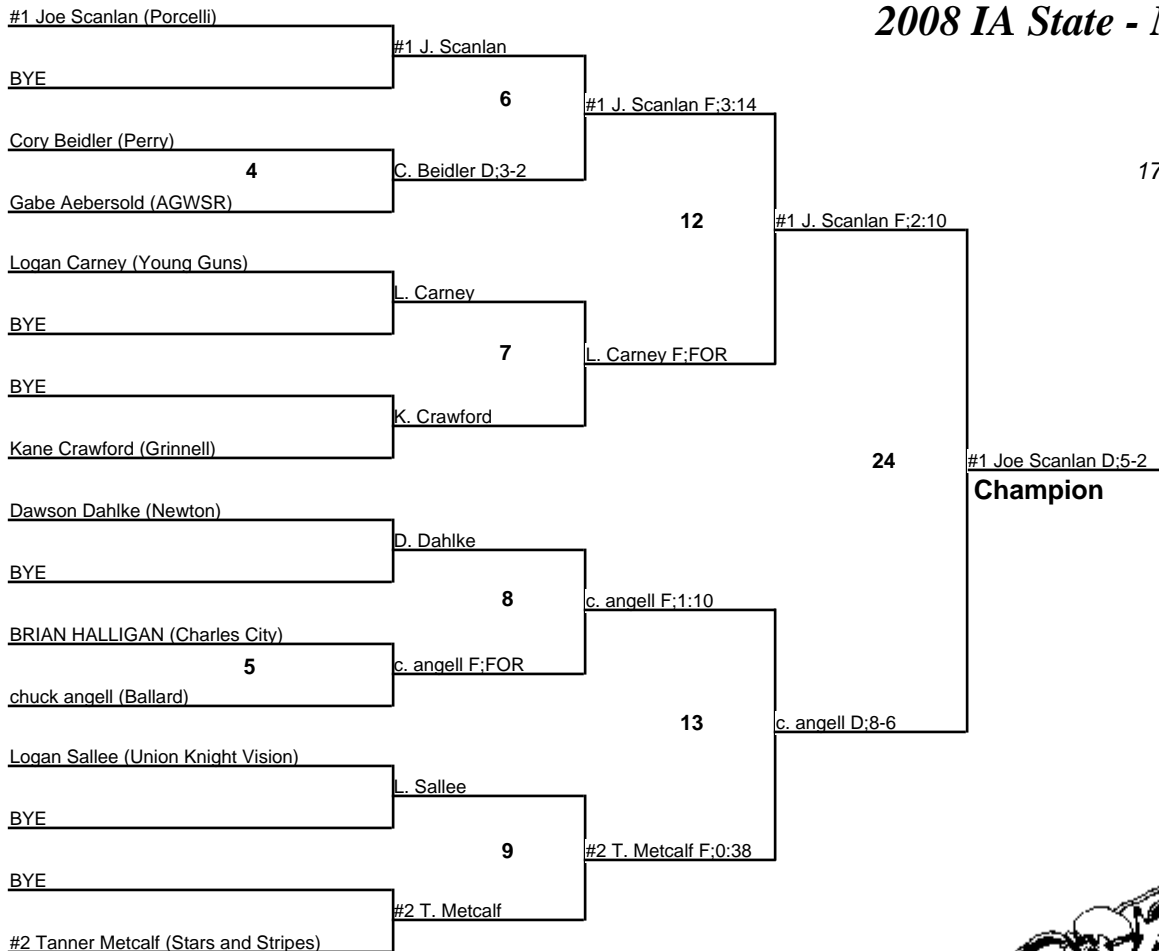 2008 IA State -
#1 Joe Scanlan (Porcelli)
BYE
Cory Beidler (Perry)
4
Gabe Aebersold (AGWSR)
Logan Carney (Young Guns)
BYE
BYE
Kane Crawford (Grinnell)
Dawson Dahlke (Newton)
BYE
BRIAN HALLIGAN (Charles City)
5
chuck angell (Ballard)
Logan Sallee (Union Knight Vision)
BYE
BYE
#2 Tanner Metcalf (Stars and Stripes)
#1 J. Scanlan
6
C. Beidler D;3-2
L. Carney
7
K. Crawford
D. Dahlke
8
c. angell F;FOR
L. Sallee
9
#2 T. Metcalf
#1 J. Scanlan F;3:14
12
L. Carney F;FOR
c. angell F;1:10
13
#2 T. Metcalf F;0:38
#1 J. Scanlan F;2:10
24
c. angell D;8-6
#1 Joe Scanlan D;5-2
Champion
17